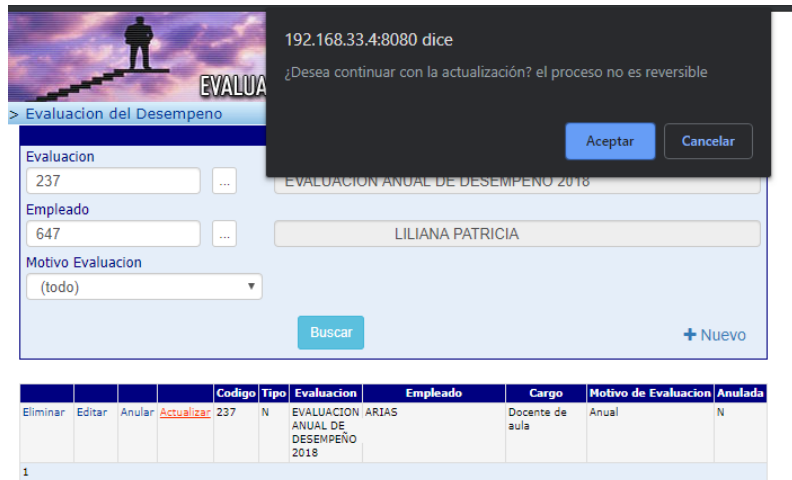 192.168.33.4:8080 dice
¿Desea continuar con la actualización? el proceso no es reversible
Aceptar Cancelar
EVALUA
> Evaluacion del Desempeno
Evaluacion
237 ... EVALUACION ANUAL DE DESEMPEÑO 2018
Empleado
647 ... LILIANA PATRICIA
Motivo Evaluacion
(todo)
Buscar + Nuevo
Codigo Tipo Evaluacion Empleado Cargo Motivo de Evaluacion Anulada
Eliminar Editar Anular Actualizar 237 N EVALUACION ARIAS Docente de Anual N
ANUAL DE aula
DESEMPEÑO
2018
1